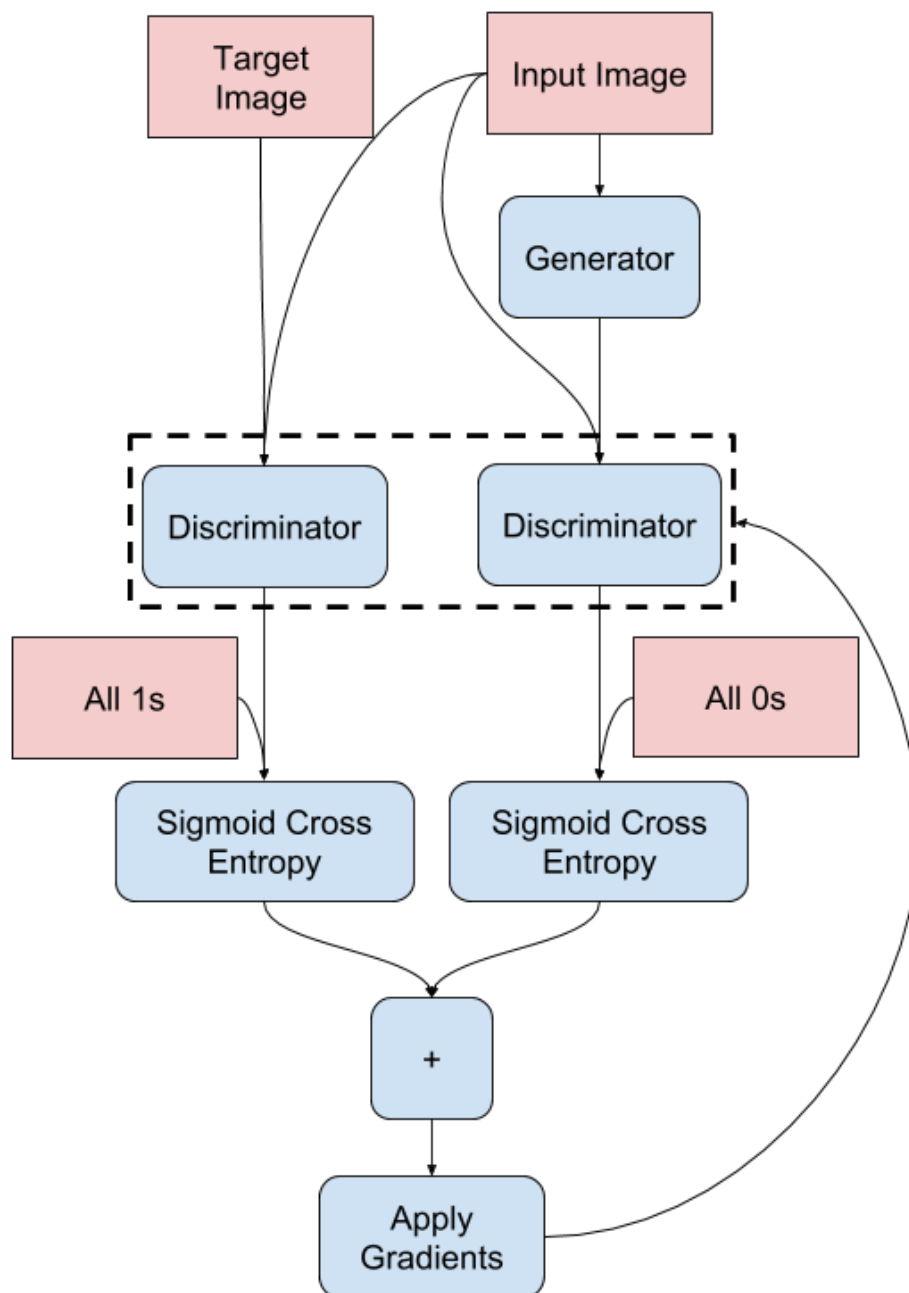 Target
Image
Input Image
Generator
Discriminator
Discriminator
All 1s
All 0s
Sigmoid Cross
Entropy
Sigmoid Cross
Entropy
+
Apply
Gradients